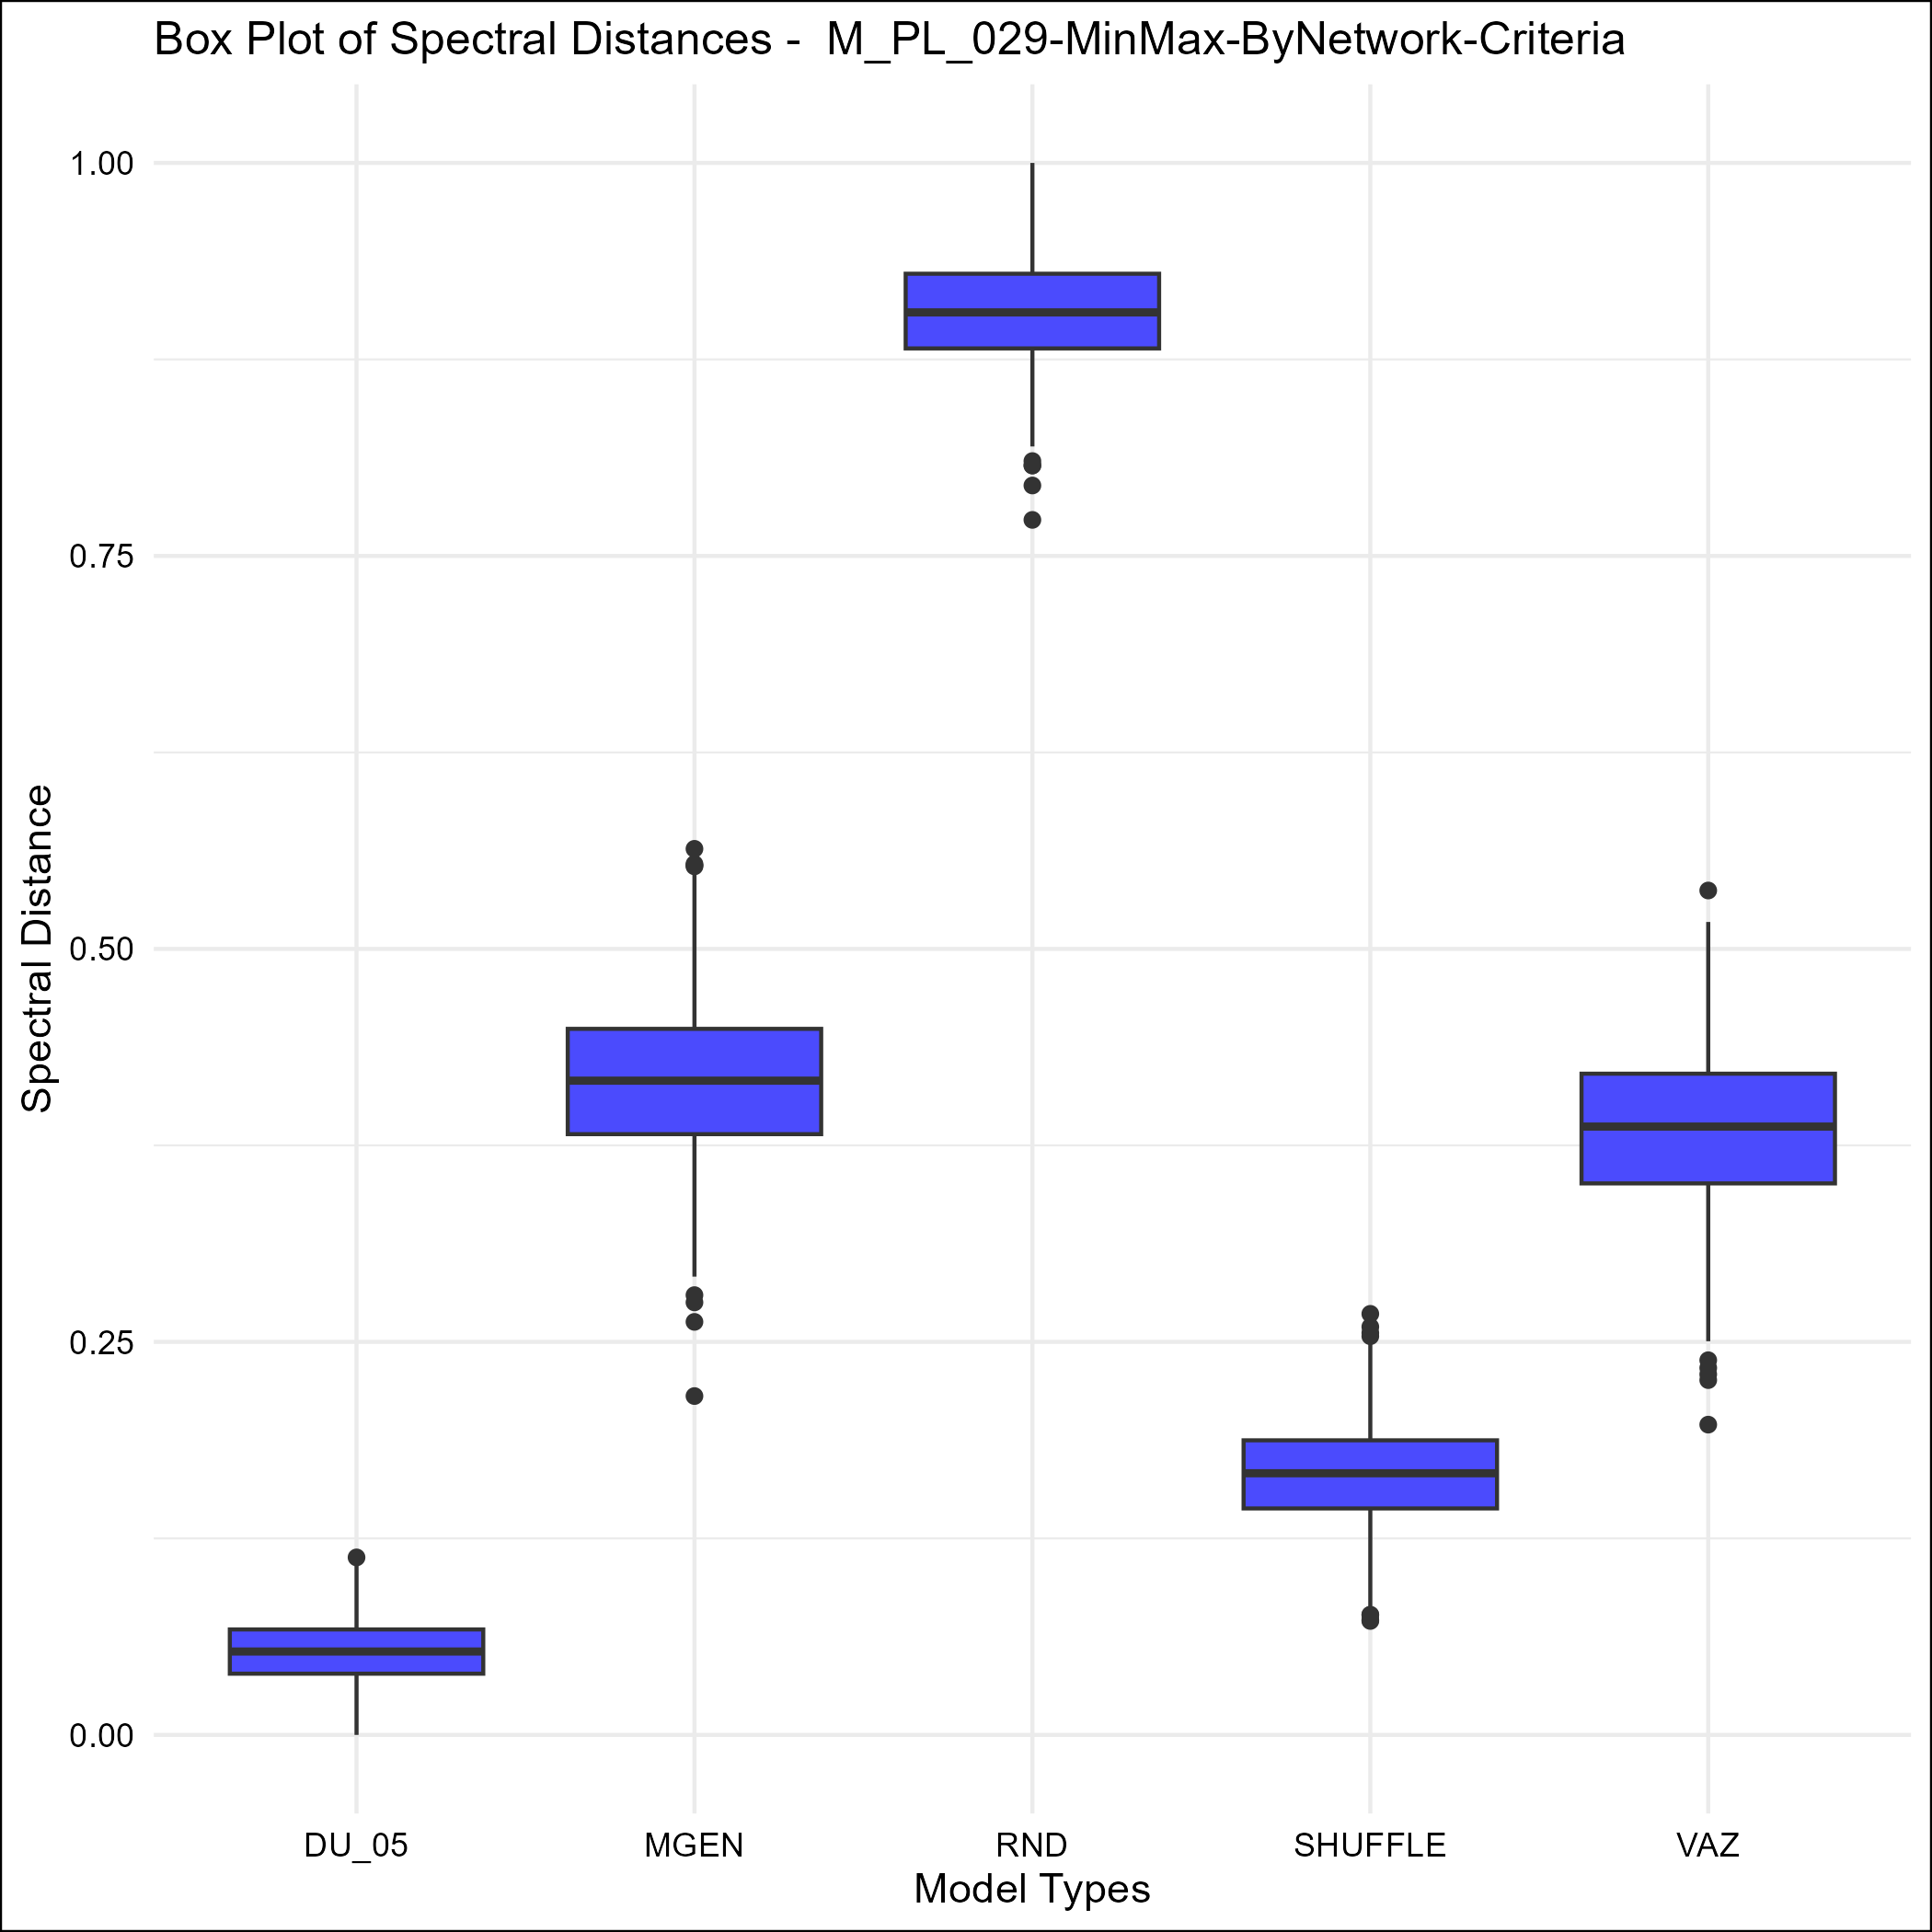 Box Plot of Spectral Distances -  M_PL_029-MinMax-ByNetwork-Criteria
Spectral Distance
1.00
0.75
0.50
0.25
0.00
DU_05 MGEN RND SHUFFLE VAZ
Model Types